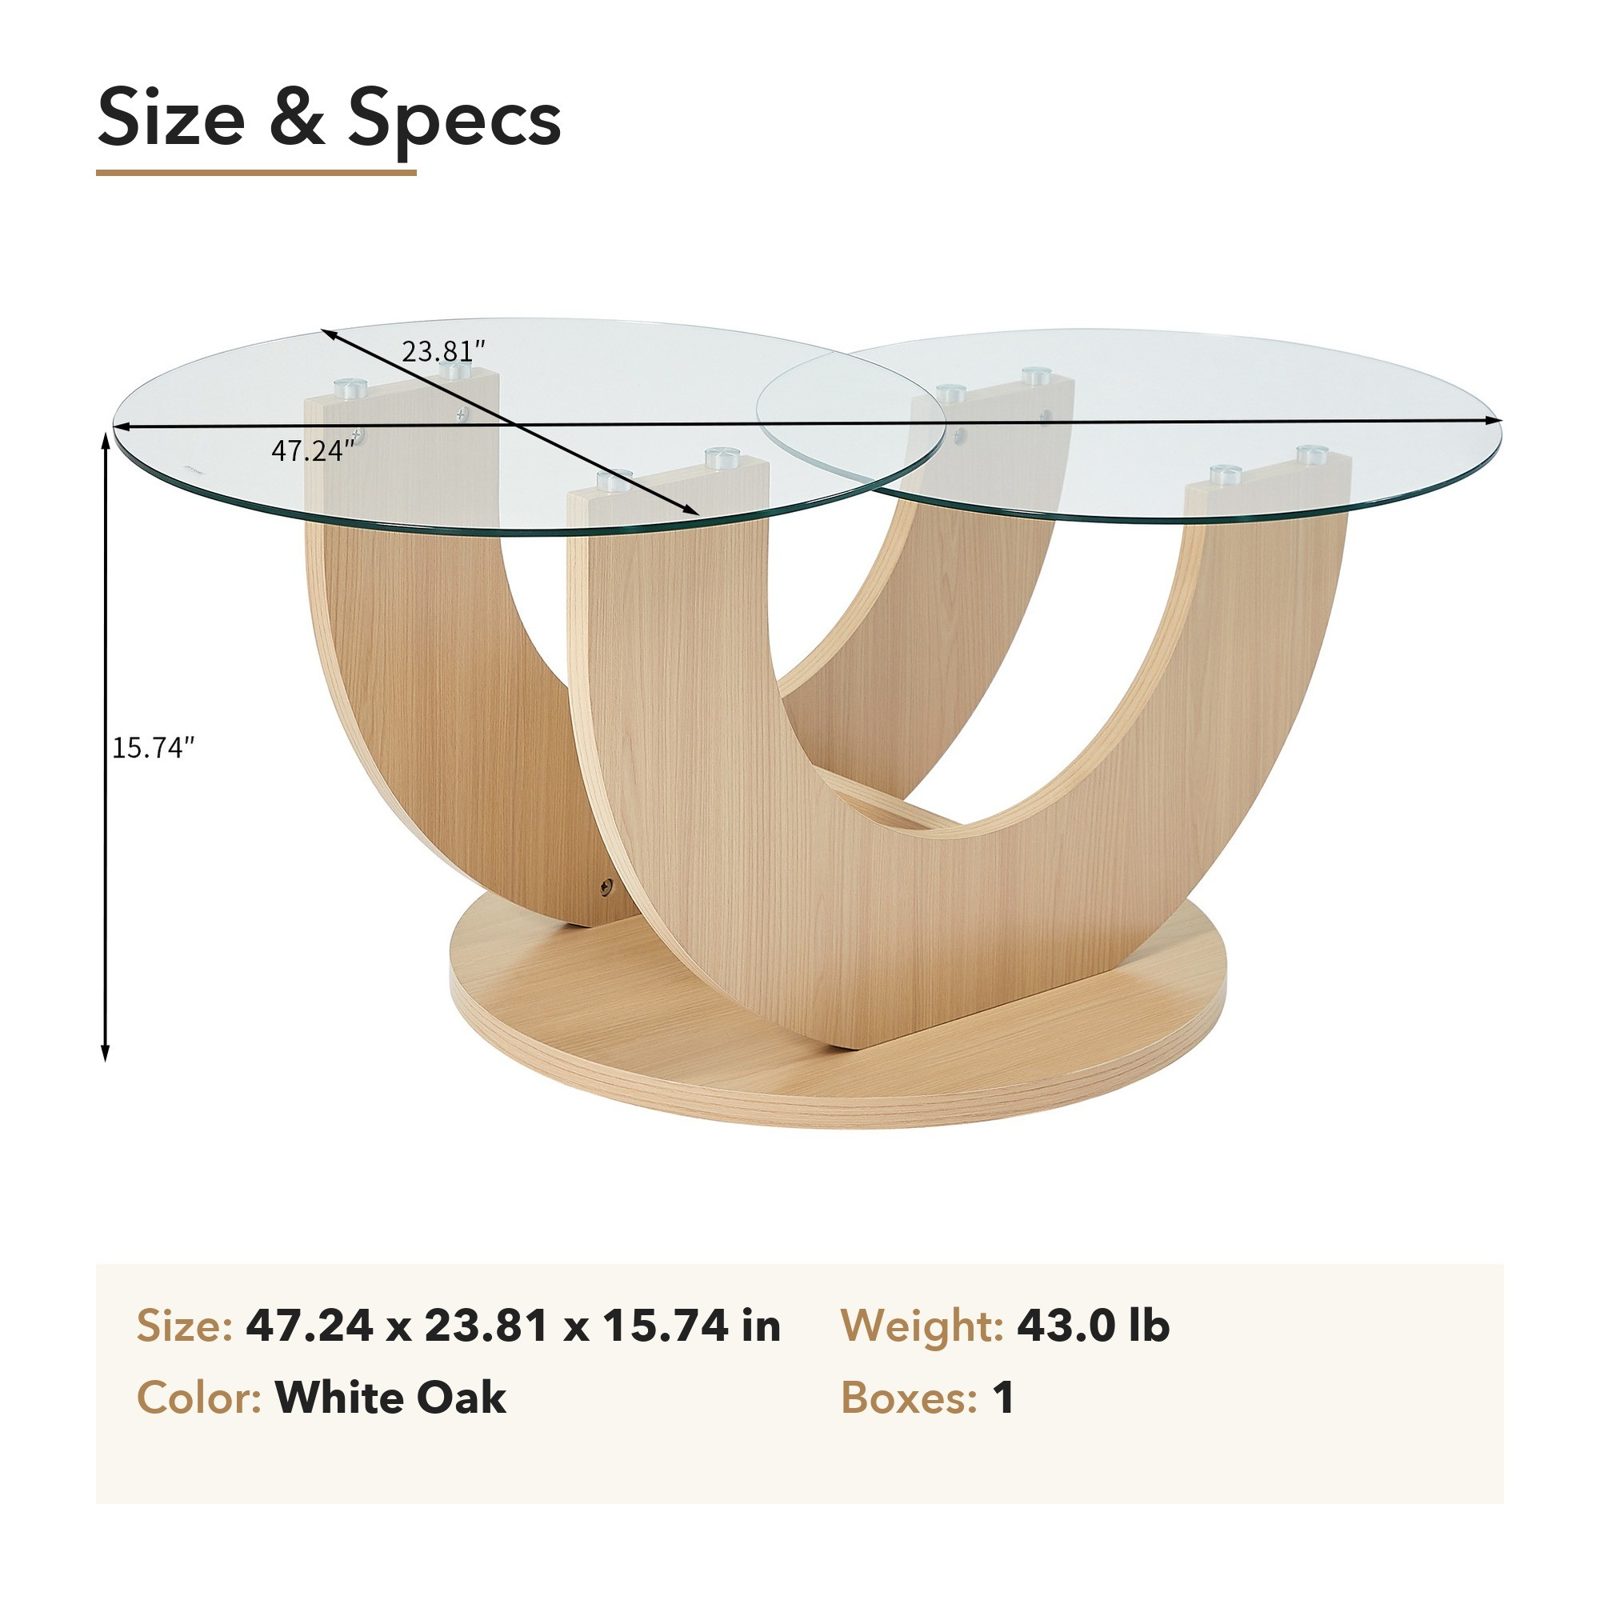 Size & Specs
23.81"
47.24"
15.74"
Size: 47.24 x 23.81 x 15.74 in
Weight: 43.0 lb
Color: White Oak
Boxes: 1